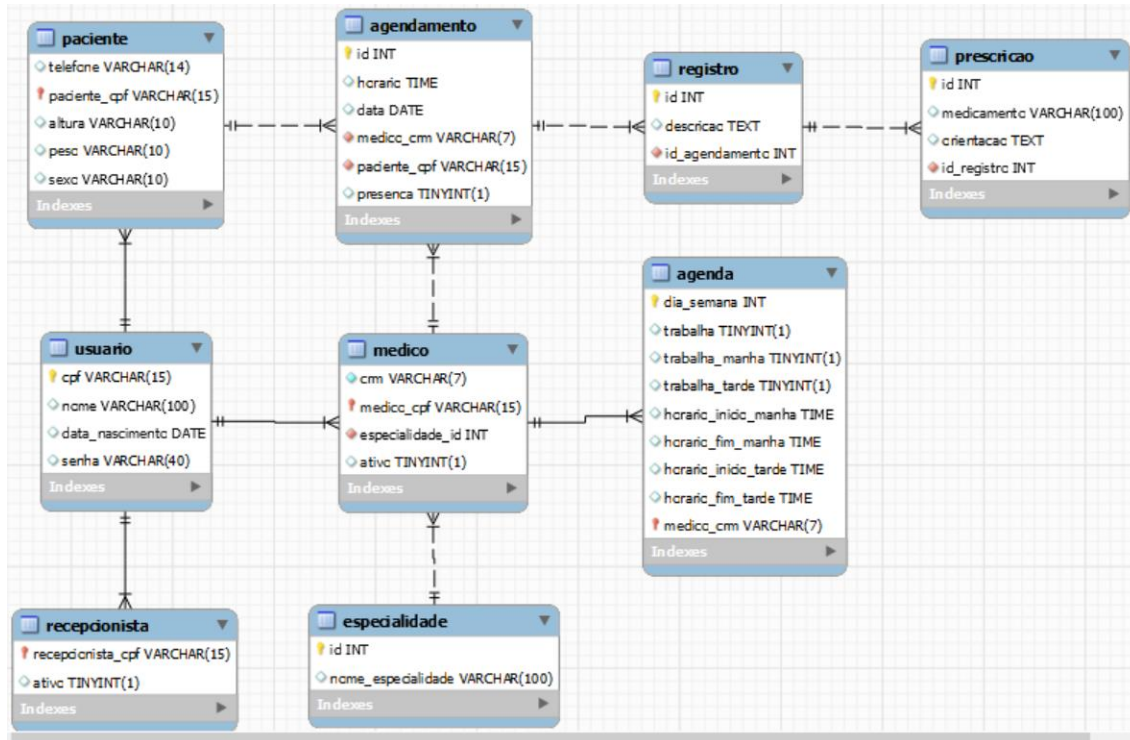 paciente
telefone VARCHAR(14)
paciente_cpf VARCHAR(15)
altura VARCHAR(10)
peso VARCHAR(10)
sexo VARCHAR(10)
Indexes
agendamento
id INT
horario TIME
data DATE
medico_crm VARCHAR(7)
paciente_cpf VARCHAR(15)
presenca TINYINT(1)
Indexes
registro
id INT
descricao TEXT
id_agendamento INT
Indexes
prescricao
id INT
medicamento VARCHAR(100)
orientacao TEXT
id_registro INT
Indexes
usuario
cpf VARCHAR(15)
nome VARCHAR(100)
data_nascimento DATE
senha VARCHAR(40)
Indexes
medico
crm VARCHAR(7)
medico_cpf VARCHAR(15)
especialidade_id INT
ativo TINYINT(1)
Indexes
agenda
dia_semana INT
trabalha TINYINT(1)
trabalha_manha TINYINT(1)
trabalha_tarde TINYINT(1)
horario_inicio_manha TIME
horario_fim_manha TIME
horario_inicio_tarde TIME
horario_fim_tarde TIME
medico_crm VARCHAR(7)
Indexes
recepcionista
recepcionista_cpf VARCHAR(15)
ativo TINYINT(1)
Indexes
especialidade
id INT
nome_especialidade VARCHAR(100)
Indexes